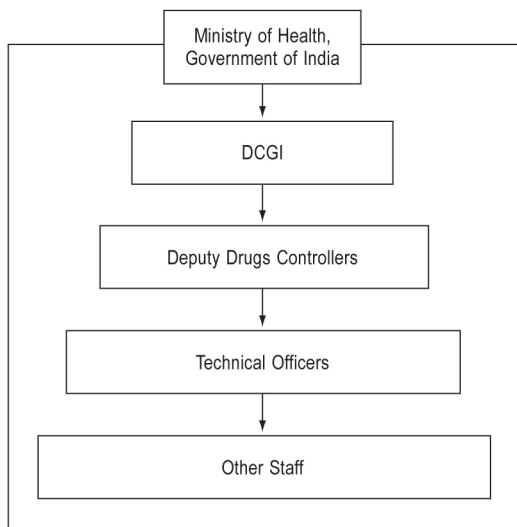 Ministry of Health,
Government of India
DCGI
Deputy Drugs Controllers
Technical Officers
Other Staff